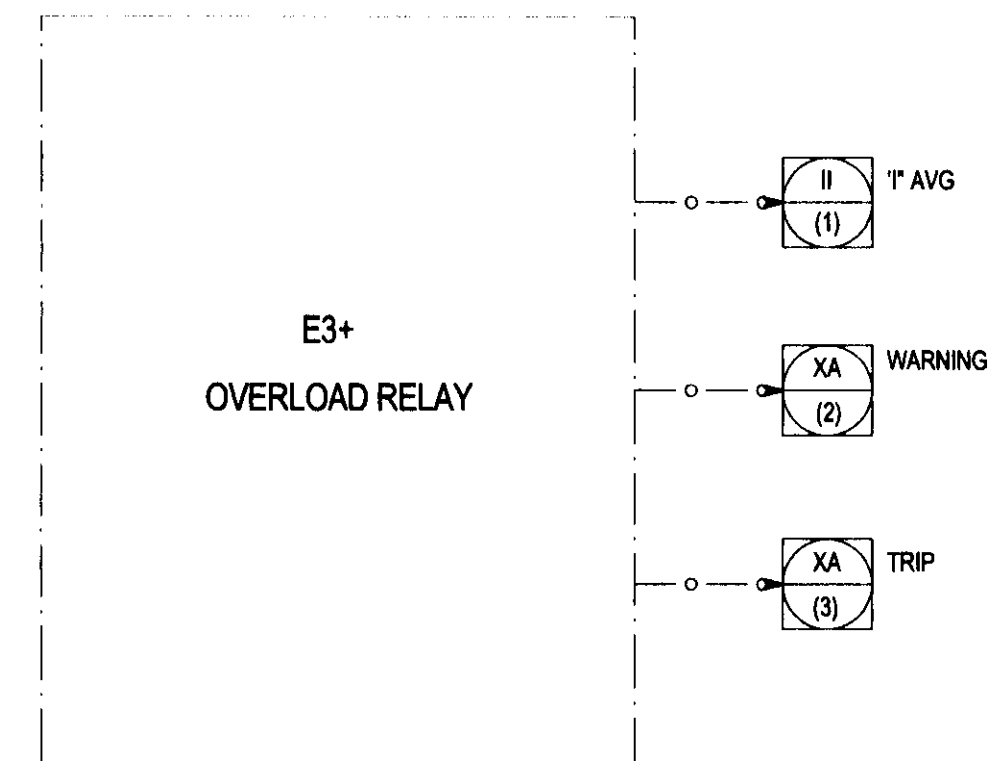 II
(1)
"I" AVG
E3+
OVERLOAD RELAY
XA
(2)
WARNING
XA
(3)
TRIP